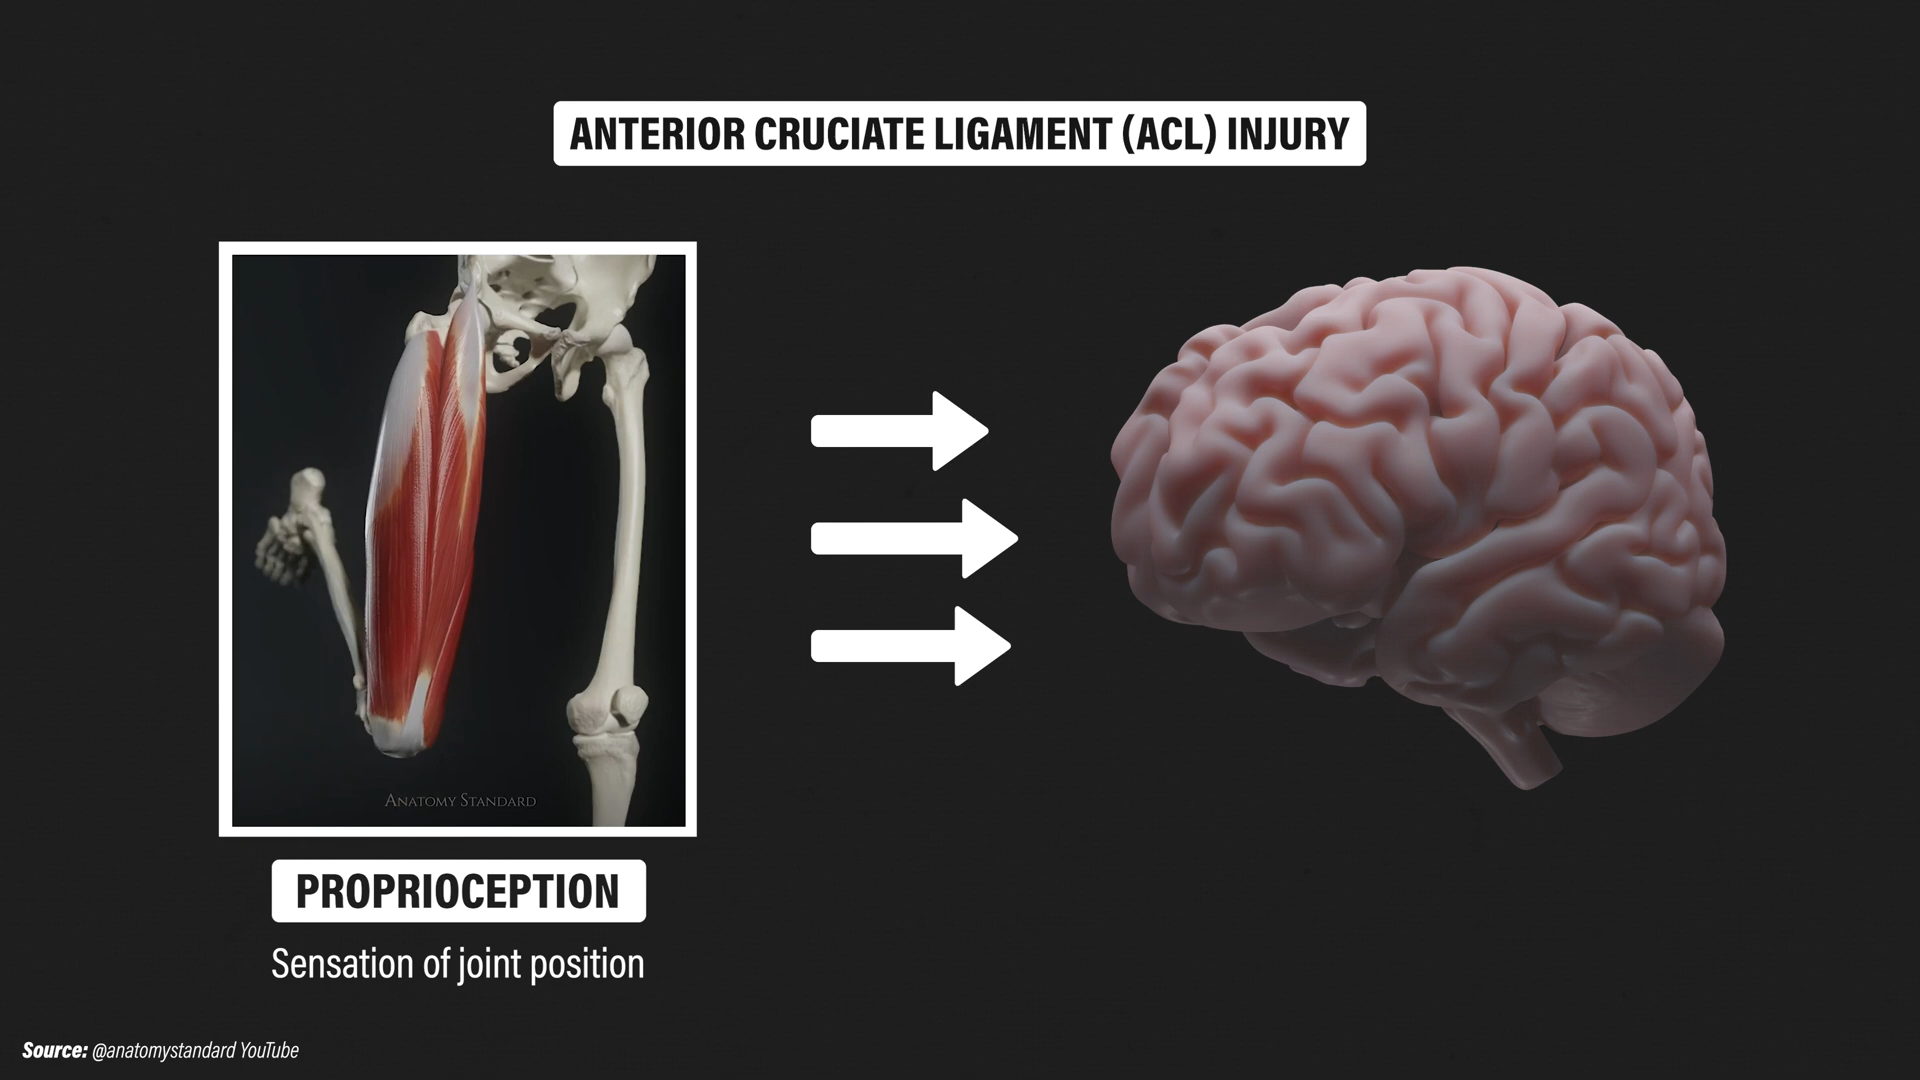 ANTERIOR CRUCIATE LIGAMENT (ACL) INJURY
ANATOMY STANDARD
PROPRIOCEPTION
Sensation of joint position
Source: @anatomystandard YouTube